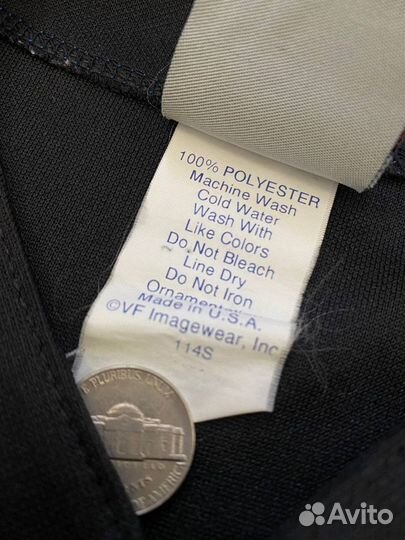 100% POLYESTER
Machine Wash
Cold Water
Wash With
Like Colors
Do Not Bleach
Line Dry
Do Not Iron
Made in U.S.A.
©VF Imagewear, Inc
114S
E PLURIBUS UNUM
Avito